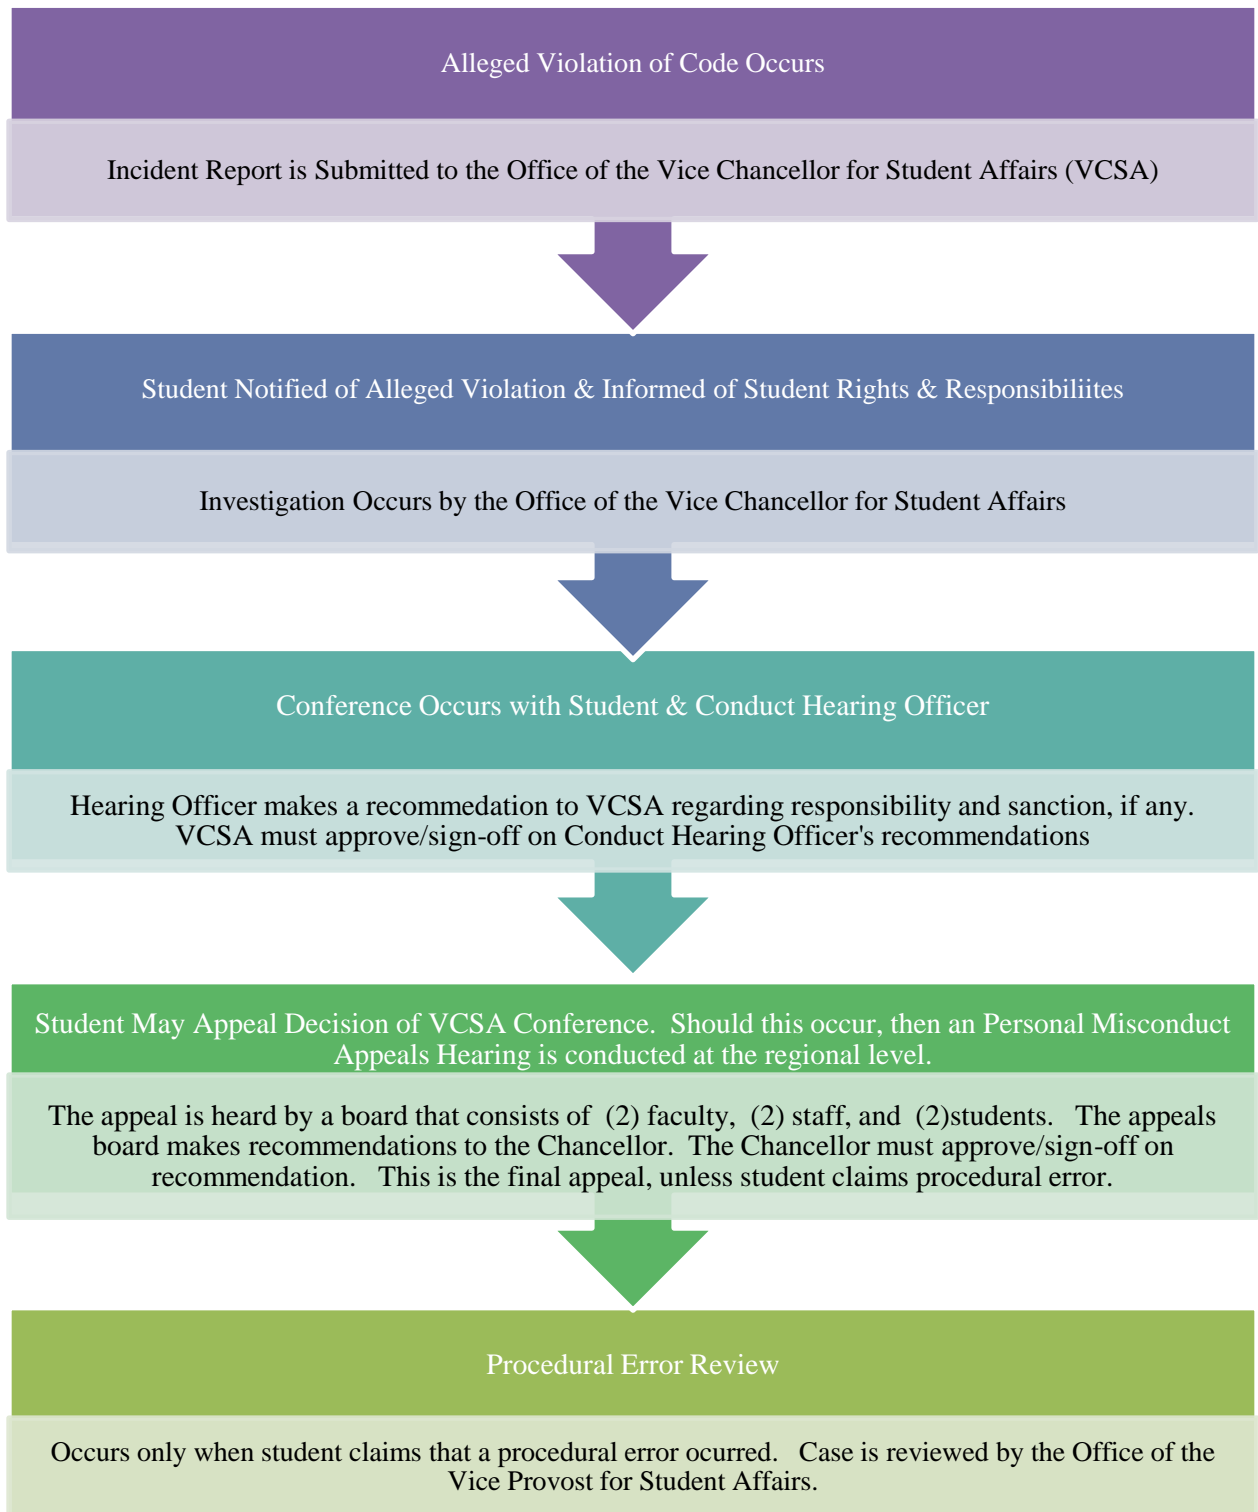 Alleged Violation of Code Occurs
Incident Report is Submitted to the Office of the Vice Chancellor for Student Affairs (VCSA)
Student Notified of Alleged Violation & Informed of Student Rights & Responsibiliites
Investigation Occurs by the Office of the Vice Chancellor for Student Affairs
Conference Occurs with Student & Conduct Hearing Officer
Hearing Officer makes a recommedation to VCSA regarding responsibility and sanction, if any.
VCSA must approve/sign-off on Conduct Hearing Officer's recommendations
Student May Appeal Decision of VCSA Conference.  Should this occur, then an Personal Misconduct
Appeals Hearing is conducted at the regional level.
The appeal is heard by a board that consists of  (2) faculty,  (2) staff, and  (2)students.   The appeals
board makes recommendations to the Chancellor.  The Chancellor must approve/sign-off on
recommendation.   This is the final appeal, unless student claims procedural error.
Procedural Error Review
Occurs only when student claims that a procedural error ocurred.   Case is reviewed by the Office of the
Vice Provost for Student Affairs.